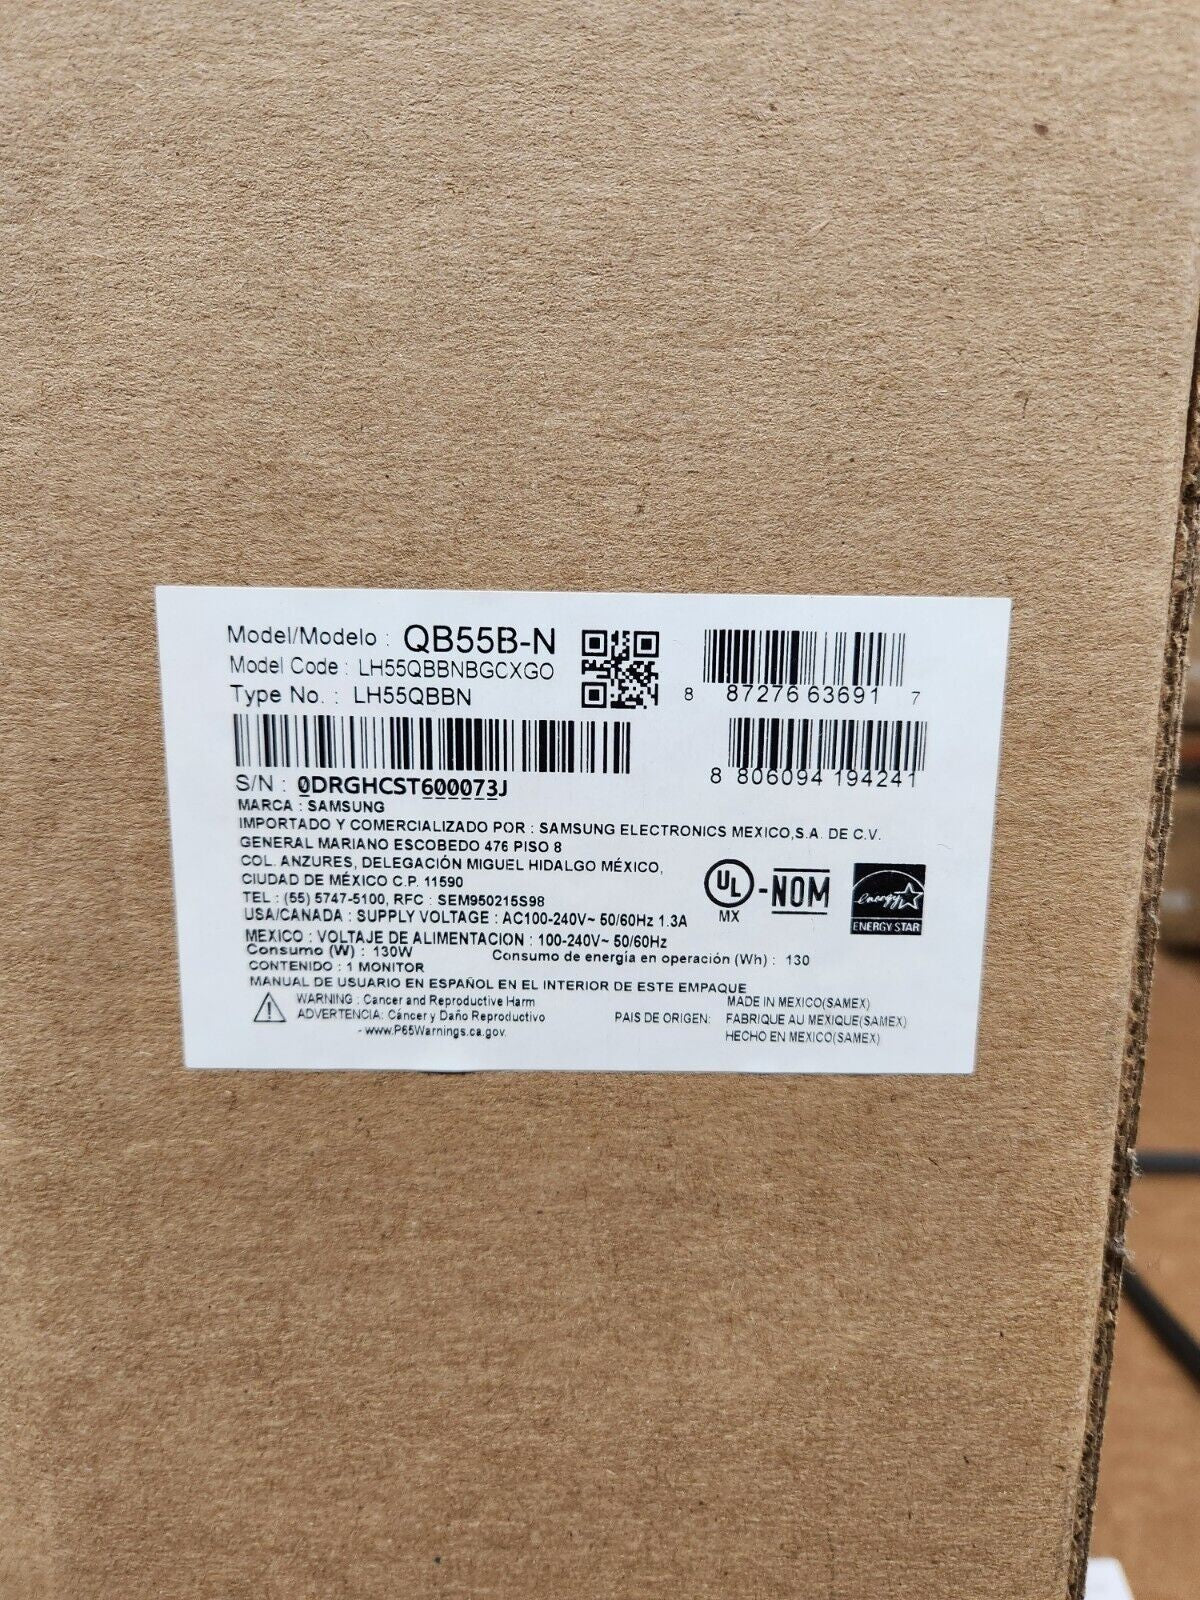 Model/Modelo : QB55B-N
Model Code : LH55QBBNBGCXGO
Type No. : LH55QBBN
8 87276 63691 7
8 806094 194241
S/N : 0DRGHCST600073J
MARCA : SAMSUNG
IMPORTADO Y COMERCIALIZADO POR : SAMSUNG ELECTRONICS MEXICO,S.A. DE C.V.
GENERAL MARIANO ESCOBEDO 476 PISO 8
COL. ANZURES, DELEGACIÓN MIGUEL HIDALGO MÉXICO,
CIUDAD DE MÉXICO C.P. 11590
TEL : (55) 5747-5100, RFC : SEM950215S98
UL MX -NOM
energy ENERGY STAR
USA/CANADA : SUPPLY VOLTAGE : AC100-240V~ 50/60Hz 1.3A
MEXICO : VOLTAJE DE ALIMENTACION : 100-240V~ 50/60Hz
Consumo (W) : 130W Consumo de energía en operación (Wh) : 130
CONTENIDO : 1 MONITOR
MANUAL DE USUARIO EN ESPAÑOL EN EL INTERIOR DE ESTE EMPAQUE
WARNING : Cancer and Reproductive Harm
ADVERTENCIA: Cáncer y Daño Reproductivo
- www.P65Warnings.ca.gov.
MADE IN MEXICO(SAMEX)
PAIS DE ORIGEN: FABRIQUE AU MEXIQUE(SAMEX)
HECHO EN MEXICO(SAMEX)